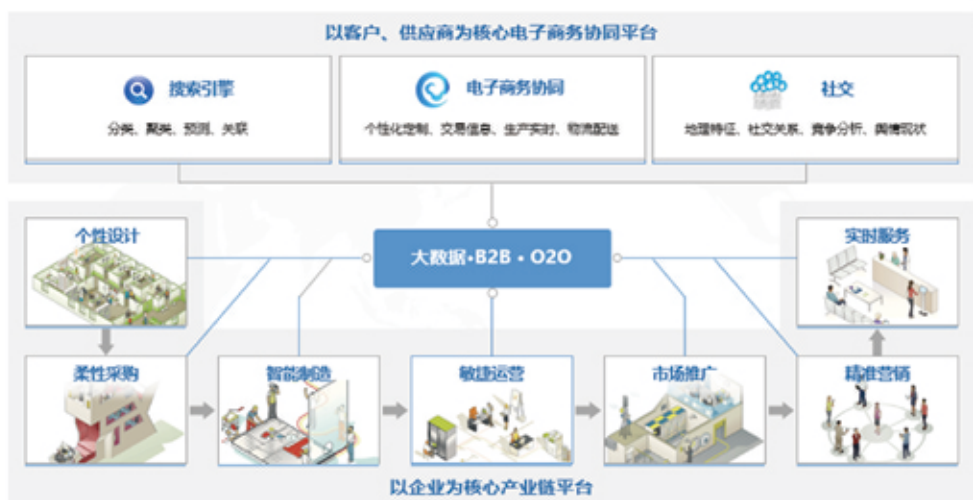 以客户、供应商为核心电子商务协同平台
搜索引擎
分类、聚类、预测、关联
电子商务协同
个性化定制、交易信息、生产实时、物流配送
社交
地理特征、社交关系、竞争分析、舆情现状
个性设计
大数据·B2B·O2O
实时服务
柔性采购
智能制造
敏捷运营
市场推广
精准营销
以企业为核心产业链平台